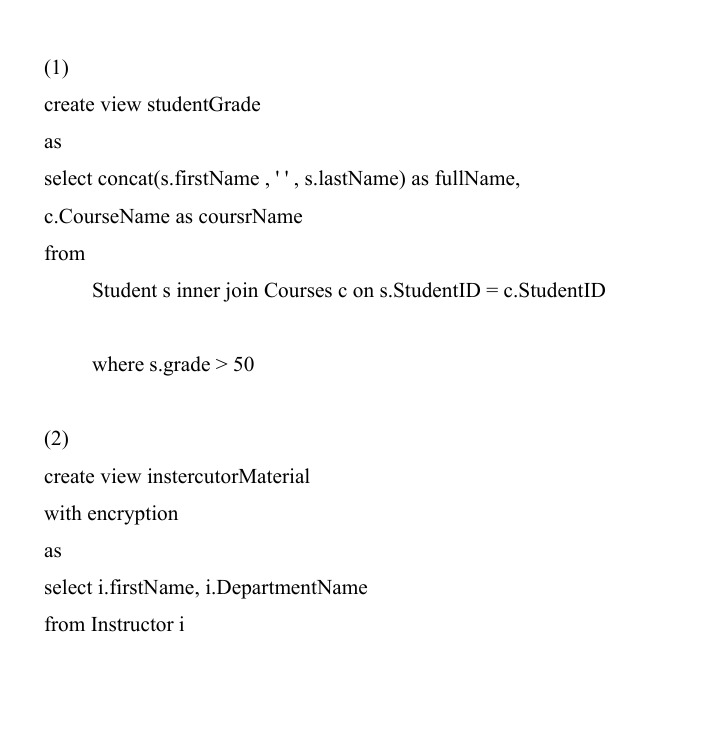 (1)
create view studentGrade
as
select concat(s.firstName , ' ' , s.lastName) as fullName,
c.CourseName as coursrName
from
Student s inner join Courses c on s.StudentID = c.StudentID
where s.grade > 50
(2)
create view instercutorMaterial
with encryption
as
select i.firstName, i.DepartmentName
from Instructor i